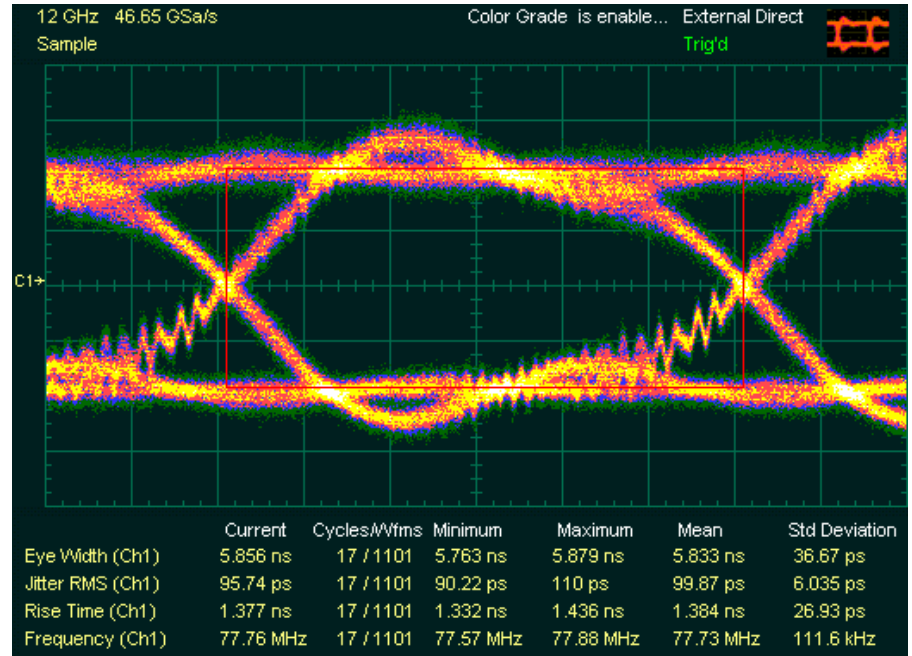 12 GHz 46.65 GSa/s Color Grade is enable... External Direct
Sample Trig'd
C1
Current Cycles/Wfms Minimum Maximum Mean Std Deviation
Eye Width (Ch1) 5.856 ns 17 / 1101 5.763 ns 5.879 ns 5.833 ns 36.67 ps
Jitter RMS (Ch1) 95.74 ps 17 / 1101 90.22 ps 110 ps 99.87 ps 6.035 ps
Rise Time (Ch1) 1.377 ns 17 / 1101 1.332 ns 1.436 ns 1.384 ns 26.93 ps
Frequency (Ch1) 77.76 MHz 17 / 1101 77.57 MHz 77.88 MHz 77.73 MHz 111.6 kHz